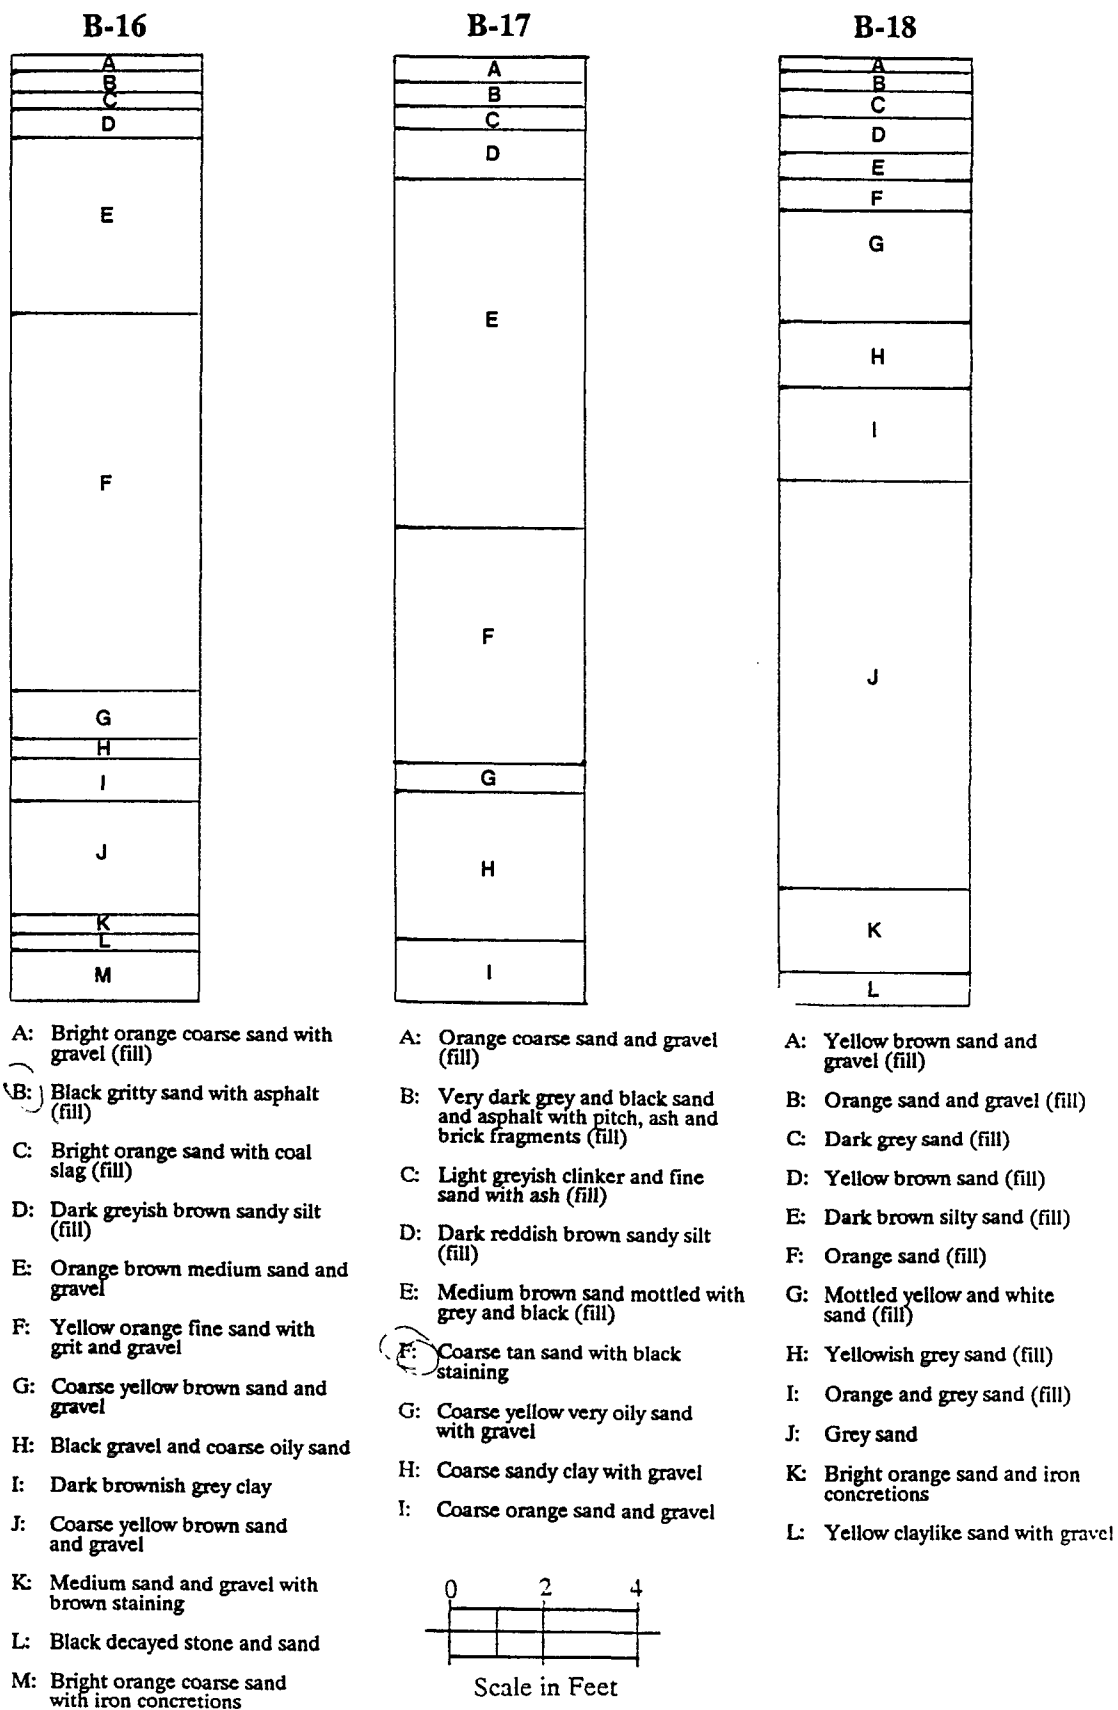 B-16
A
B
C
D
E
F
G
H
I
J
K
L
M
A: Bright orange coarse sand with
gravel (fill)
B: Black gritty sand with asphalt
(fill)
C: Bright orange sand with coal
slag (fill)
D: Dark greyish brown sandy silt
(fill)
E: Orange brown medium sand and
gravel
F: Yellow orange fine sand with
grit and gravel
G: Coarse yellow brown sand and
gravel
H: Black gravel and coarse oily sand
I: Dark brownish grey clay
J: Coarse yellow brown sand
and gravel
K: Medium sand and gravel with
brown staining
L: Black decayed stone and sand
M: Bright orange coarse sand
with iron concretions
B-17
A
B
C
D
E
F
G
H
I
A: Orange coarse sand and gravel
(fill)
B: Very dark grey and black sand
and asphalt with pitch, ash and
brick fragments (fill)
C: Light greyish clinker and fine
sand with ash (fill)
D: Dark reddish brown sandy silt
(fill)
E: Medium brown sand mottled with
grey and black (fill)
F: Coarse tan sand with black
staining
G: Coarse yellow very oily sand
with gravel
H: Coarse sandy clay with gravel
I: Coarse orange sand and gravel
B-18
A
B
C
D
E
F
G
H
I
J
K
L
A: Yellow brown sand and
gravel (fill)
B: Orange sand and gravel (fill)
C: Dark grey sand (fill)
D: Yellow brown sand (fill)
E: Dark brown silty sand (fill)
F: Orange sand (fill)
G: Mottled yellow and white
sand (fill)
H: Yellowish grey sand (fill)
I: Orange and grey sand (fill)
J: Grey sand
K: Bright orange sand and iron
concretions
L: Yellow claylike sand with gravel
0 2 4
Scale in Feet